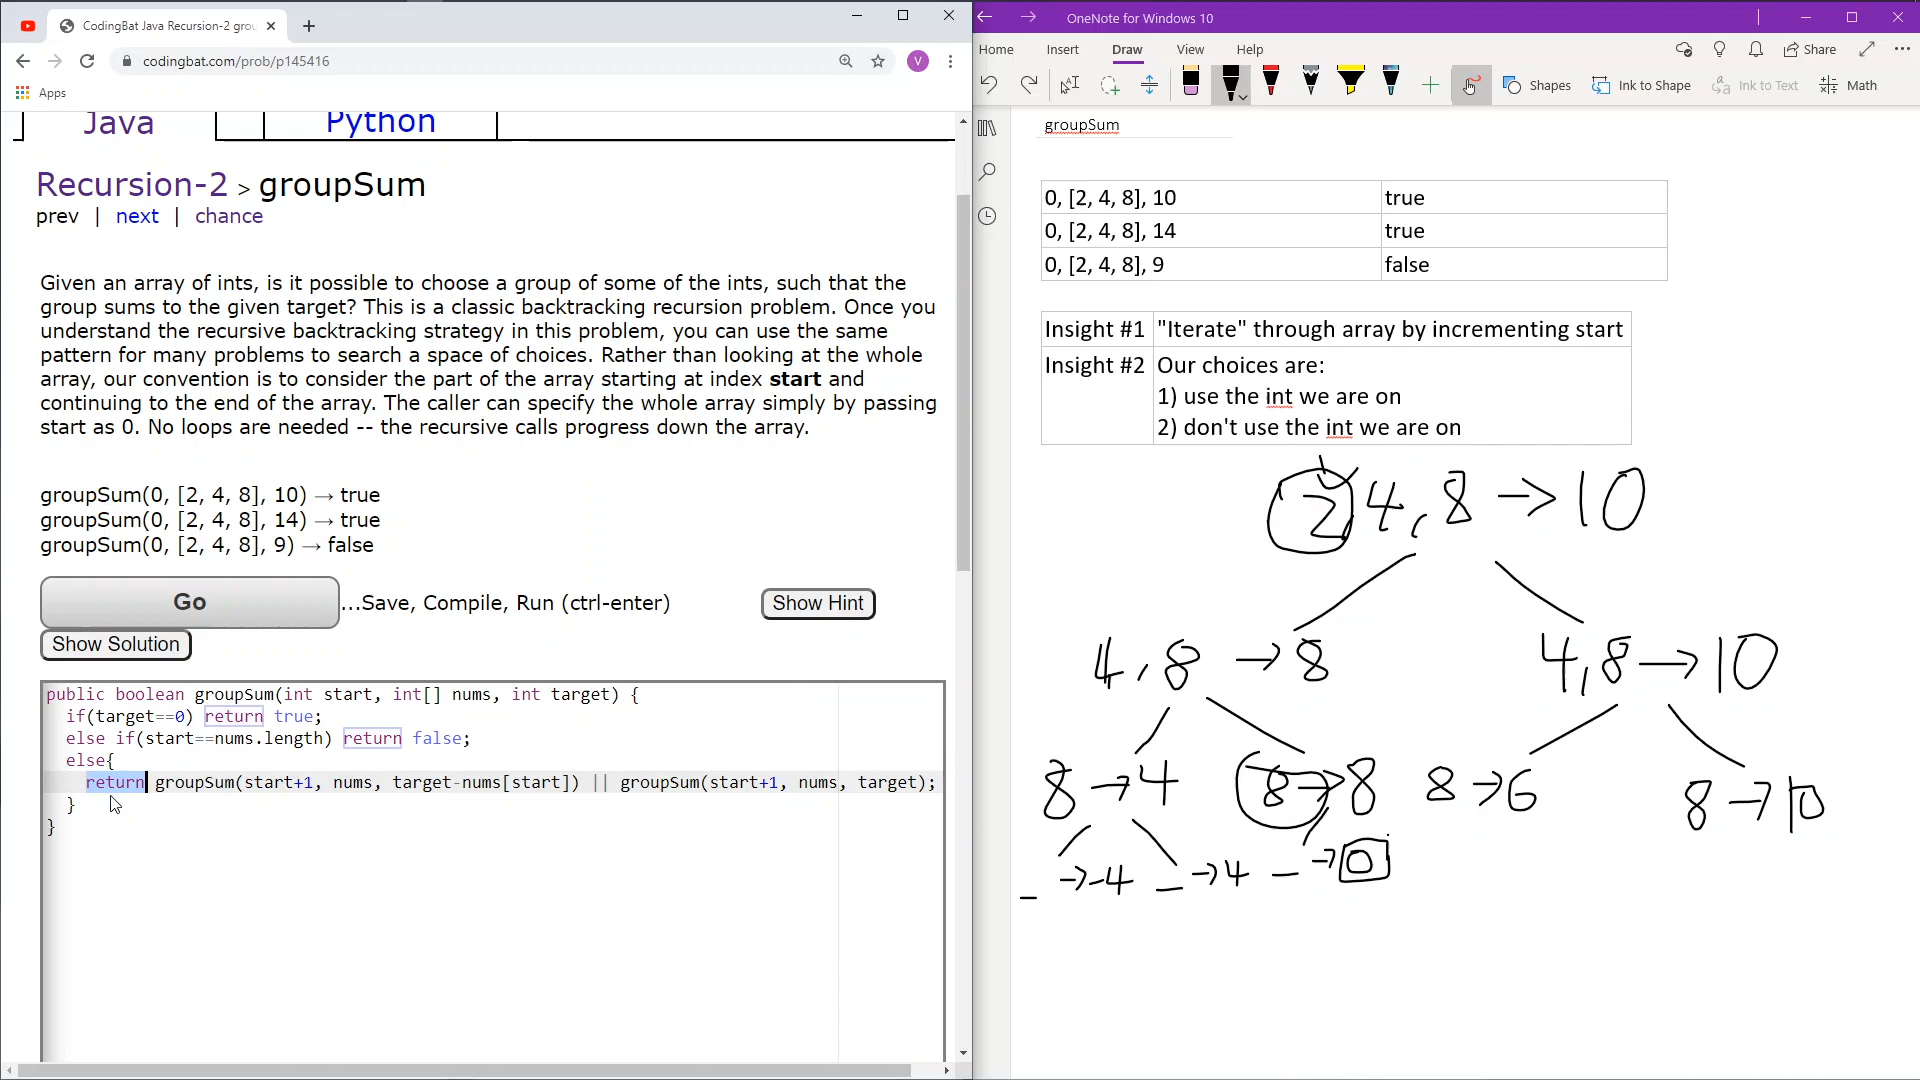 CodingBat Java Recursion-2 grou
codingbat.com/prob/p145416
V
Apps
Java
Python
Recursion-2 > groupSum
prev | next | chance
Given an array of ints, is it possible to choose a group of some of the ints, such that the
group sums to the given target? This is a classic backtracking recursion problem. Once you
understand the recursive backtracking strategy in this problem, you can use the same
pattern for many problems to search a space of choices. Rather than looking at the whole
array, our convention is to consider the part of the array starting at index start and
continuing to the end of the array. The caller can specify the whole array simply by passing
start as 0. No loops are needed -- the recursive calls progress down the array.
groupSum(0, [2, 4, 8], 10) → true
groupSum(0, [2, 4, 8], 14) → true
groupSum(0, [2, 4, 8], 9) → false
Go ...Save, Compile, Run (ctrl-enter) Show Hint
Show Solution
public boolean groupSum(int start, int[] nums, int target) {
if(target==0) return true;
else if(start==nums.length) return false;
else{
return groupSum(start+1, nums, target-nums[start]) || groupSum(start+1, nums, target);
}
}
OneNote for Windows 10
Home Insert Draw View Help Share
Shapes Ink to Shape Ink to Text Math
groupSum
0, [2, 4, 8], 10 true
0, [2, 4, 8], 14 true
0, [2, 4, 8], 9 false
Insight #1 "Iterate" through array by incrementing start
Insight #2 Our choices are:
1) use the int we are on
2) don't use the int we are on
2 4, 8 → 10
4, 8 → 8 4, 8 → 10
8 → 4 8 → 8 8 → 6 8 → 10
_ → -4 _ → 4 _ → 0